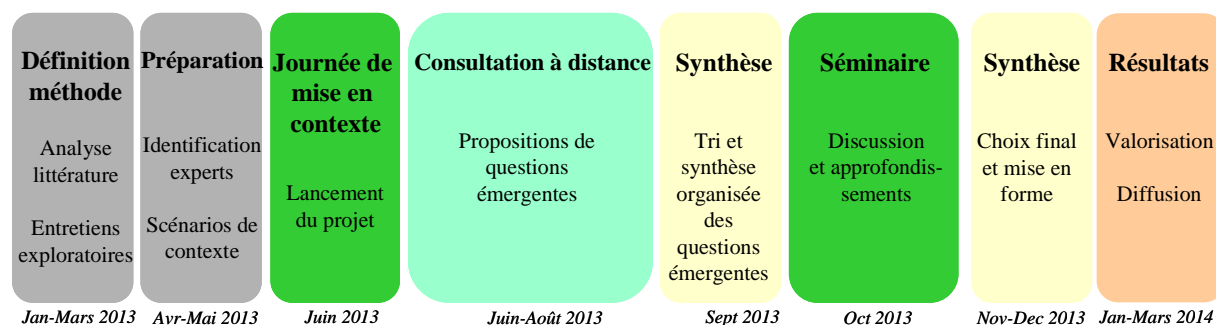 Définition
méthode
Analyse
littérature
Entretiens
exploratoires
Jan-Mars 2013
Préparation
Identification
experts
Scénarios de
contexte
Avr-Mai 2013
Journée de
mise en
contexte
Lancement
du projet
Juin 2013
Consultation à distance
Propositions de
questions
émergentes
Juin-Août 2013
Synthèse
Tri et
synthèse
organisée
des
questions
émergentes
Sept 2013
Séminaire
Discussion
et approfondis-
sements
Oct 2013
Synthèse
Choix final
et mise en
forme
Nov-Dec 2013
Résultats
Valorisation
Diffusion
Jan-Mars 2014